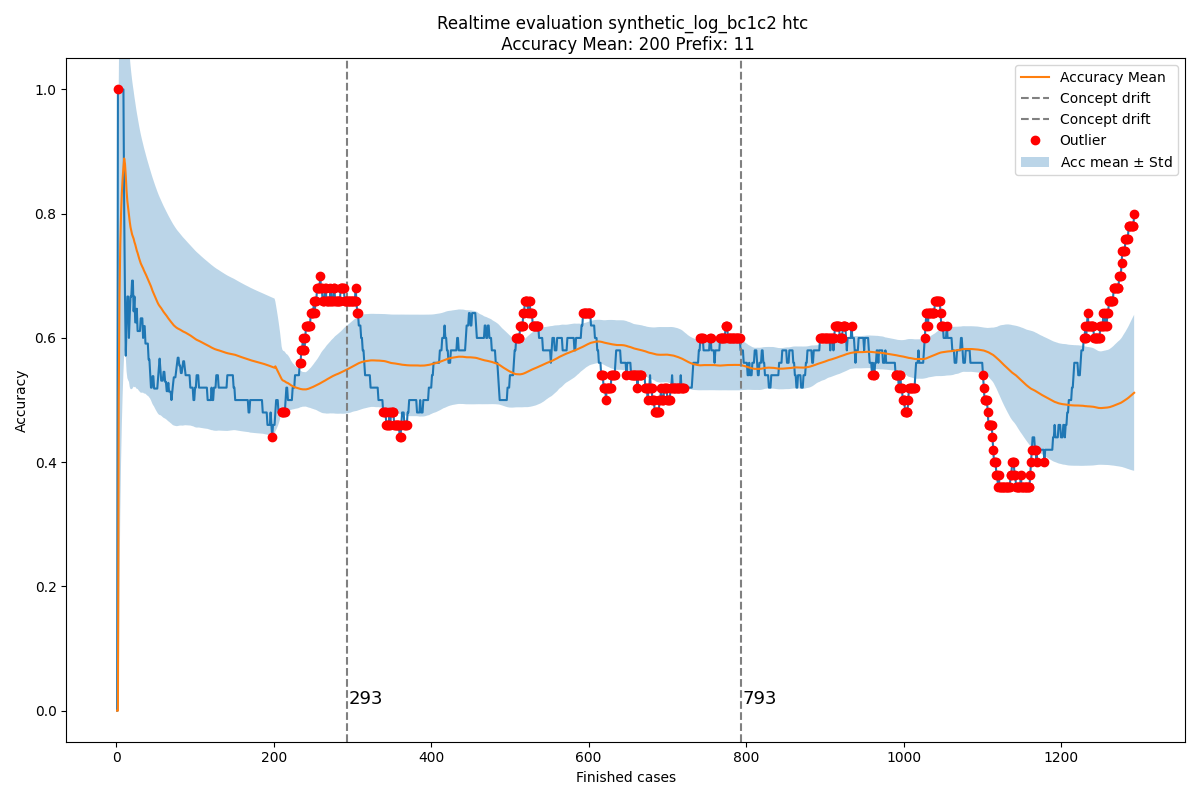 Realtime evaluation synthetic_log_bc1c2 htc
Accuracy Mean: 200 Prefix: 11
Accuracy Mean
Concept drift
Concept drift
Outlier
Acc mean ± Std
1.0
0.8
0.6
0.4
0.2
0.0
Accuracy
293
793
0
200
400
600
800
1000
1200
Finished cases